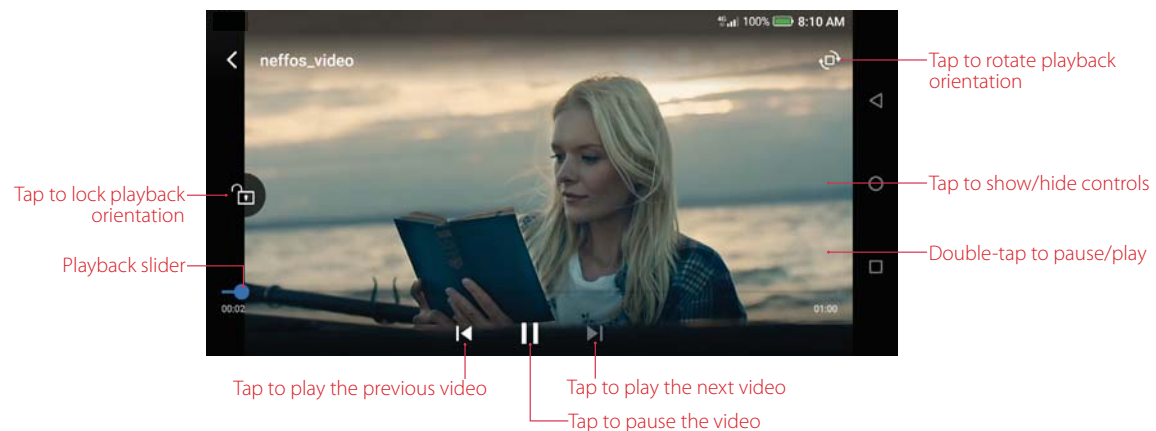 4G 100% 8:10 AM
neffos_video
Tap to rotate playback
orientation
Tap to lock playback
orientation
Tap to show/hide controls
Double-tap to pause/play
Playback slider
00:02
01:00
Tap to play the previous video
Tap to play the next video
Tap to pause the video